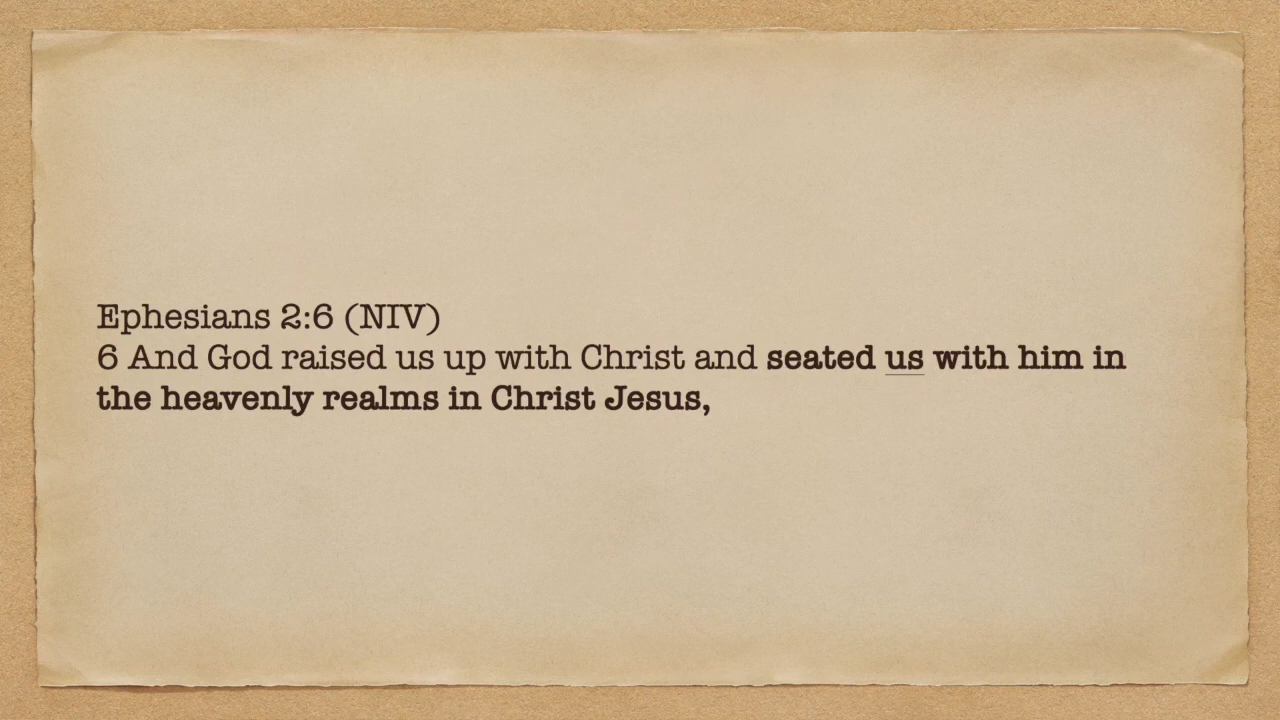 Ephesians 2:6 (NIV)
6 And God raised us up with Christ and seated us with him in
the heavenly realms in Christ Jesus,